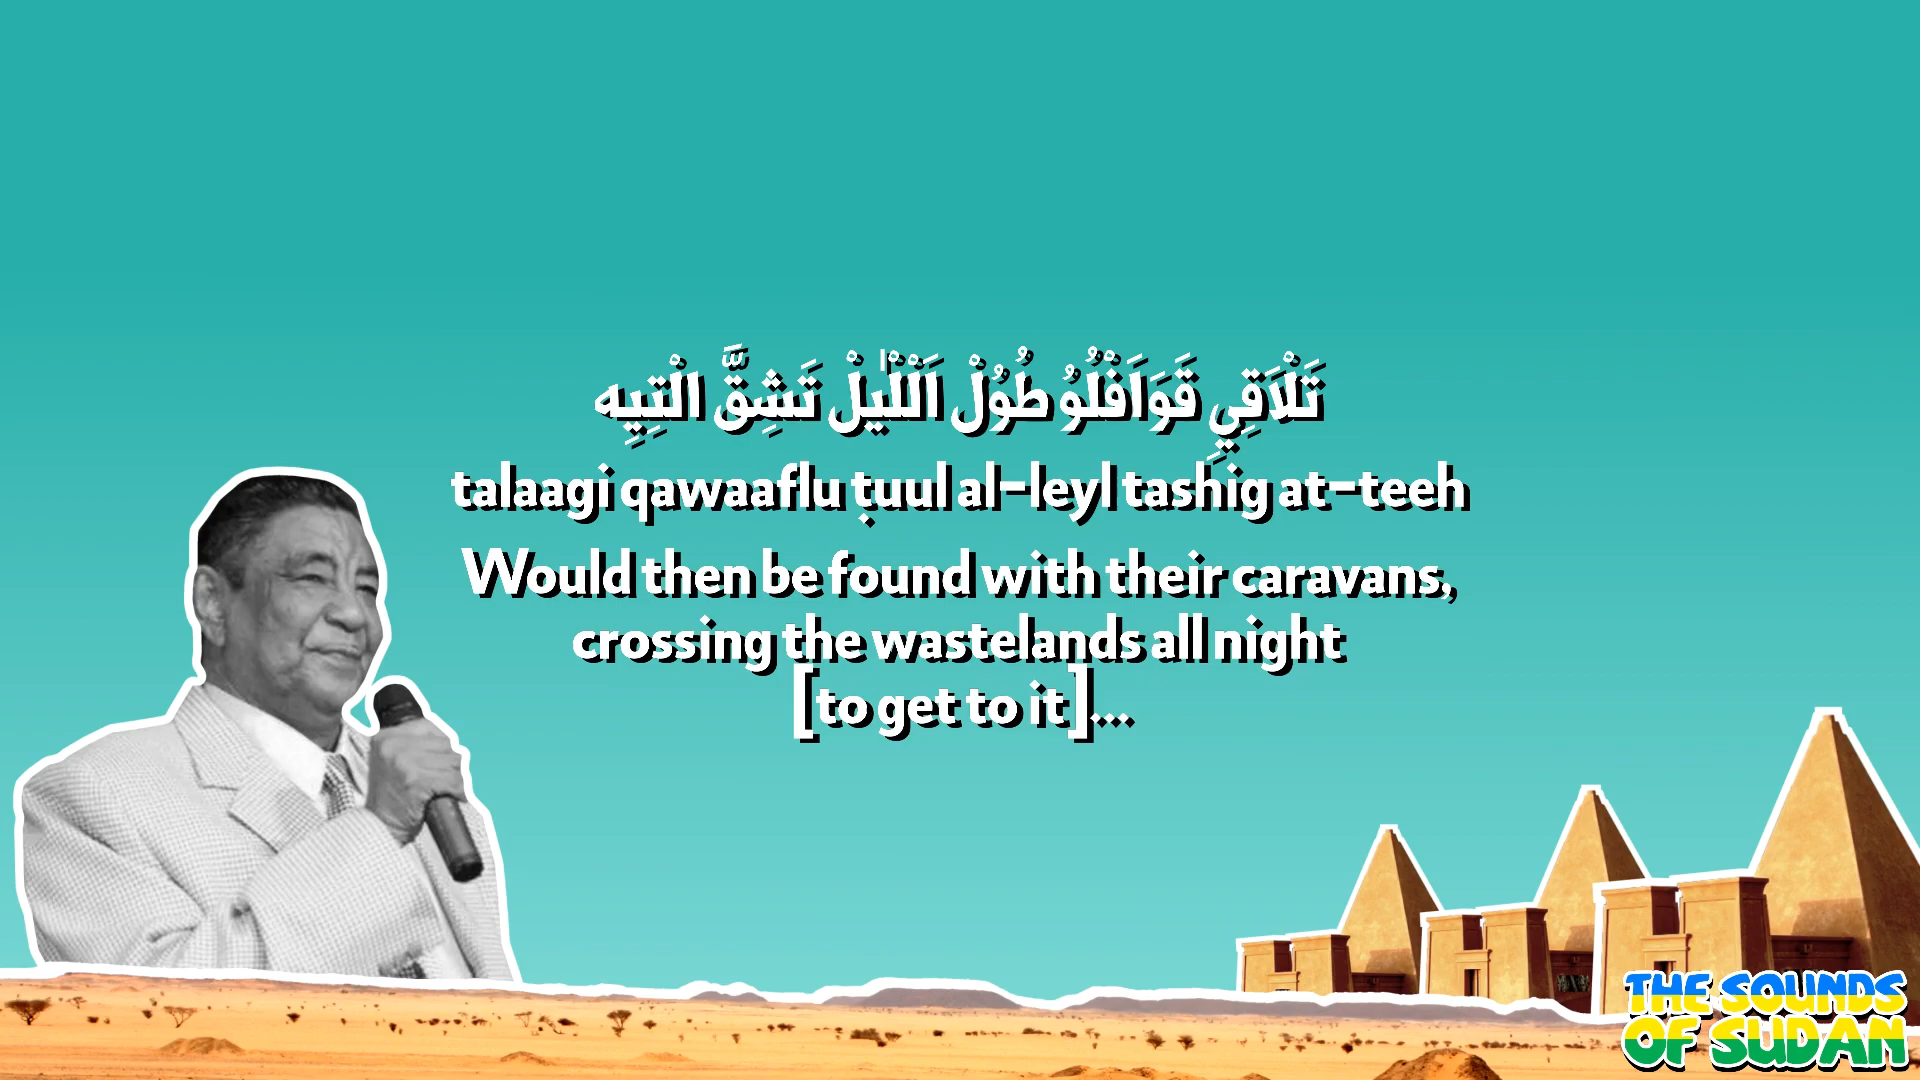 تَلْاَقِيِ قَوَاَفْلُوُ طُوُلْ اَلْلْيٰلْ تَشِقَّ الْتِيِه
talaagi qawaaflu ṭuul al-leyl tashig at-teeh
Would then be found with their caravans,
crossing the wastelands all night
[to get to it]...
THE SOUNDS
OF SUDAN